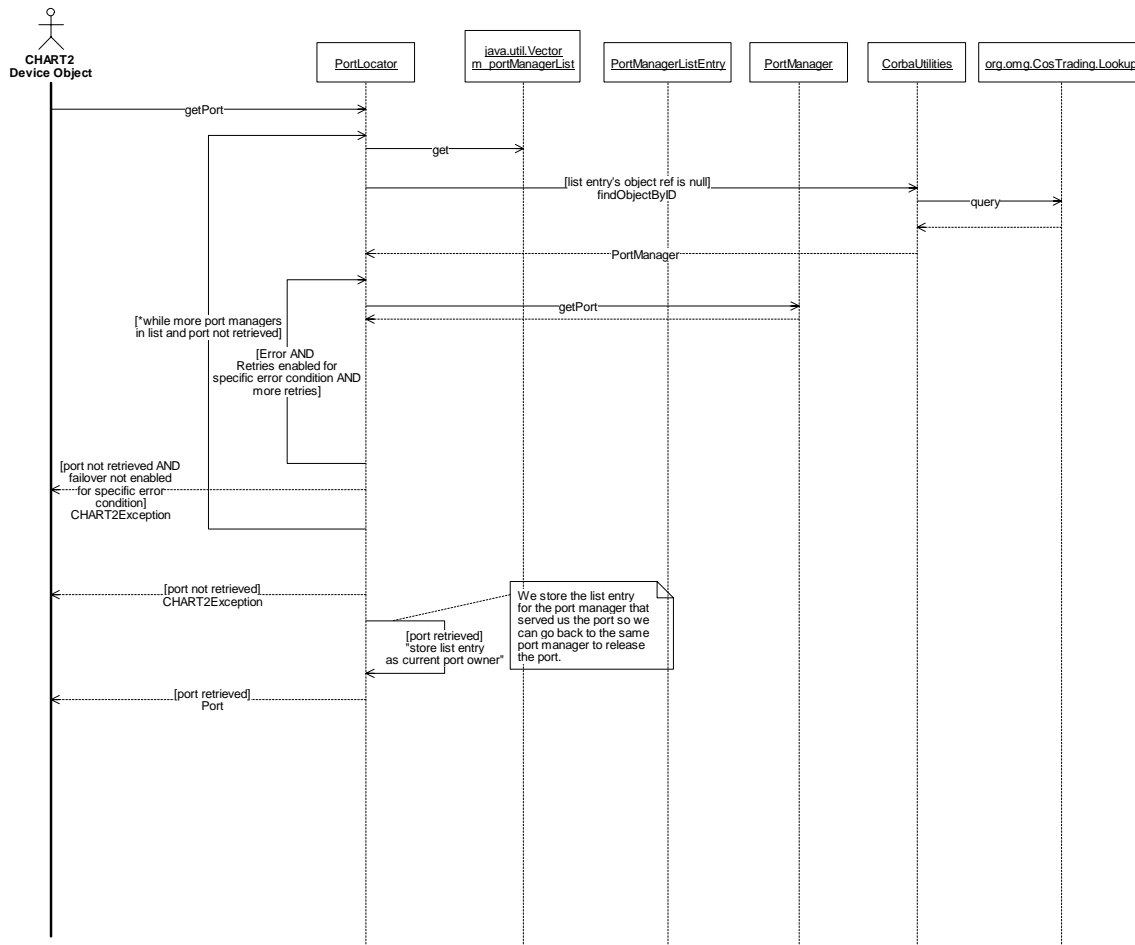 CHART2
Device Object
PortLocator
java.util.Vector
m_portManagerList
PortManagerListEntry
PortManager
CorbaUtilities
org.omg.CosTrading.Lookup
getPort
get
[list entry's object ref is null]
findObjectByID
query
PortManager
getPort
[*while more port managers
in list and port not retrieved]
[Error AND
Retries enabled for
specific error condition AND
more retries]
[port not retrieved AND
failover not enabled
for specific error
condition]
CHART2Exception
[port not retrieved]
CHART2Exception
We store the list entry
for the port manager that
served us the port so we
can go back to the same
port manager to release
the port.
[port retrieved]
"store list entry
as current port owner"
[port retrieved]
Port